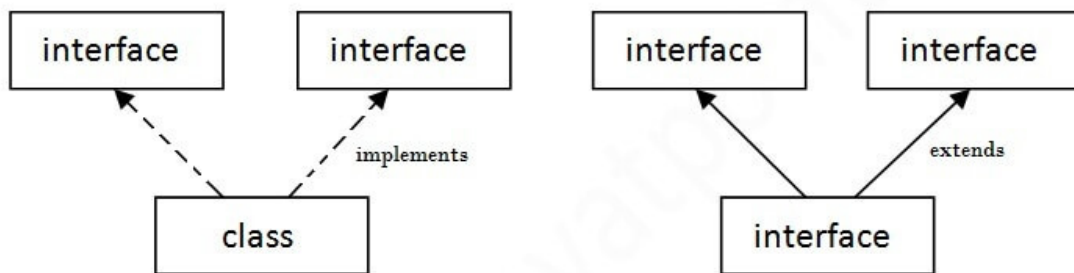 interface
interface
interface
interface
implements
extends
class
interface